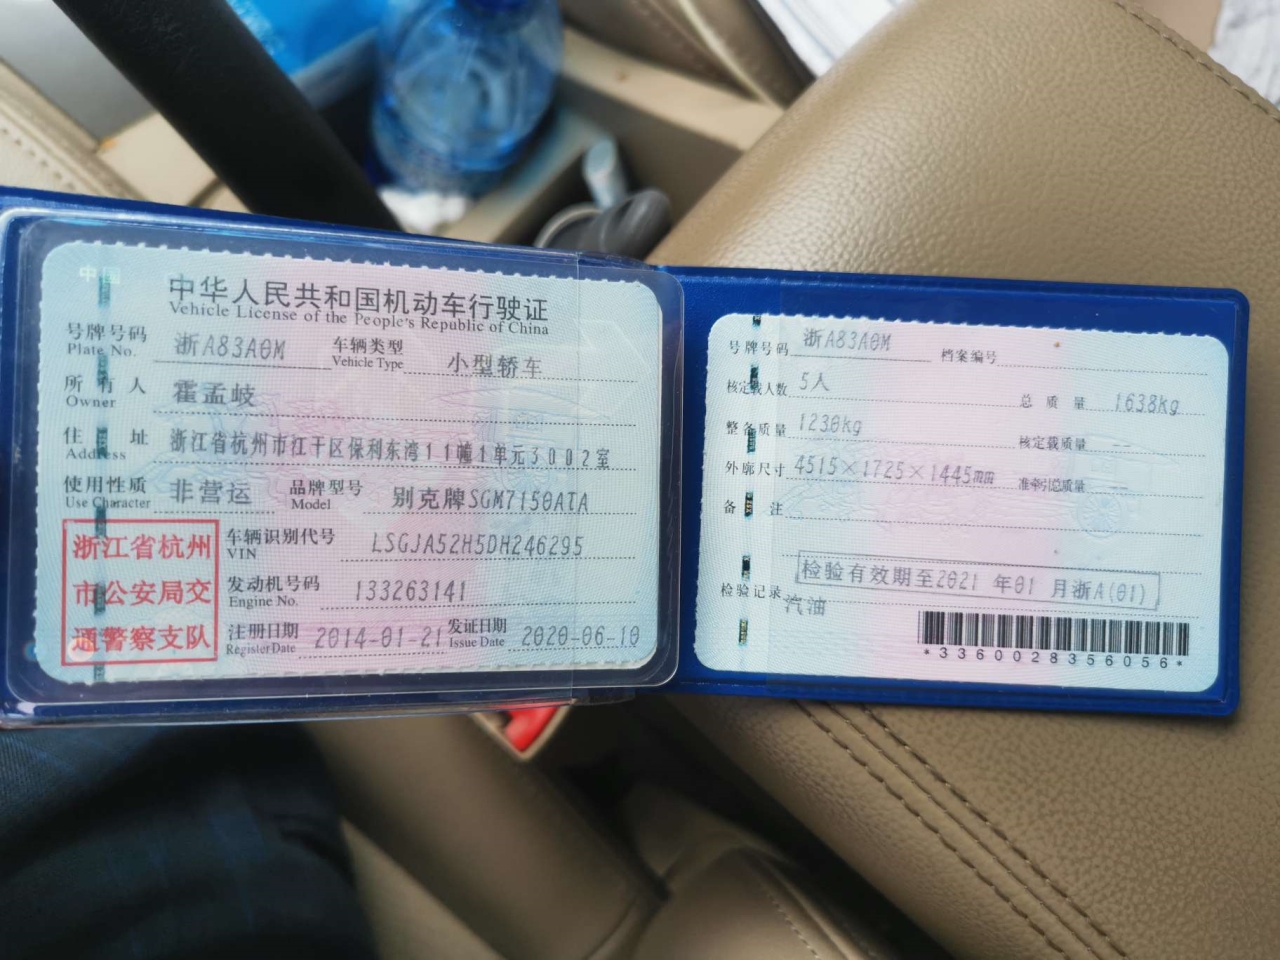 中国
中华人民共和国机动车行驶证
Vehicle License of the People's Republic of China
号牌号码 浙A83A0M 车辆类型 小型轿车
Plate No. Vehicle Type
所有人 霍孟岐
Owner
住址 浙江省杭州市江干区保利东湾11幢1单元3002室
Address
使用性质 非营运 品牌型号 别克牌SGM7150ATA
Use Character Model
浙江省杭州
市公安局交
通警察支队
车辆识别代号 LSGJA52H5DH246295
VIN
发动机号码 133263141
Engine No.
注册日期 2014-01-21 发证日期 2020-06-10
Register Date Issue Date
号牌号码 浙A83A0M 档案编号
核定载人数 5人 总质量 1638kg
整备质量 1230kg 核定载质量 --
外廓尺寸 4515×1725×1445mm 准牵引总质量 --
备注
检验有效期至2021 年01 月浙A(01)
检验记录 汽油
*3360028356056*